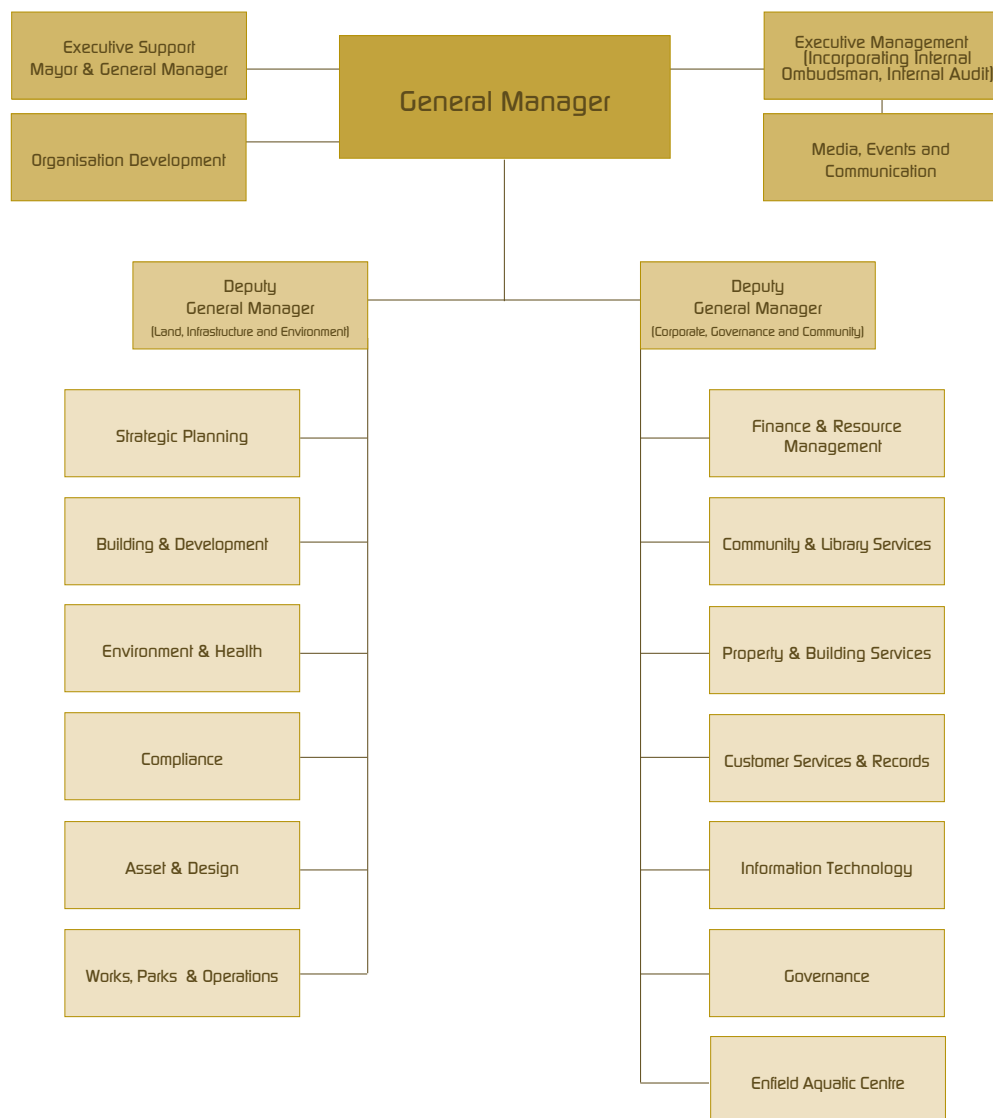 Executive Support
Mayor & General Manager
Organisation Development
General Manager
Executive Management
(Incorporating Internal
Ombudsman, Internal Audit)
Media, Events and
Communication
Deputy
General Manager
(Land, Infrastructure and Environment)
Strategic Planning
Building & Development
Environment & Health
Compliance
Asset & Design
Works, Parks & Operations
Deputy
General Manager
(Corporate, Governance and Community)
Finance & Resource
Management
Community & Library Services
Property & Building Services
Customer Services & Records
Information Technology
Governance
Enfield Aquatic Centre